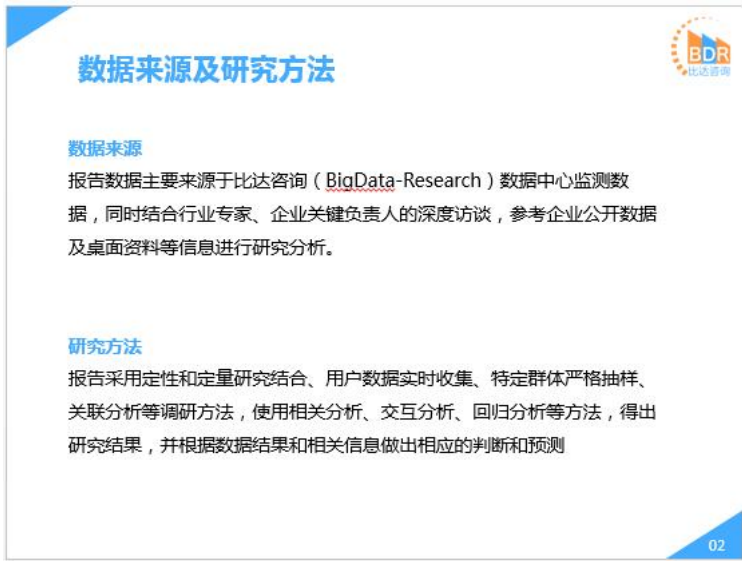 BDR
比达咨询
数据来源及研究方法
数据来源
报告数据主要来源于比达咨询（BigData-Research）数据中心监测数
据，同时结合行业专家、企业关键负责人的深度访谈，参考企业公开数据
及桌面资料等信息进行研究分析。
研究方法
报告采用定性和定量研究结合、用户数据实时收集、特定群体严格抽样、
关联分析等调研方法，使用相关分析、交互分析、回归分析等方法，得出
研究结果，并根据数据结果和相关信息做出相应的判断和预测
02